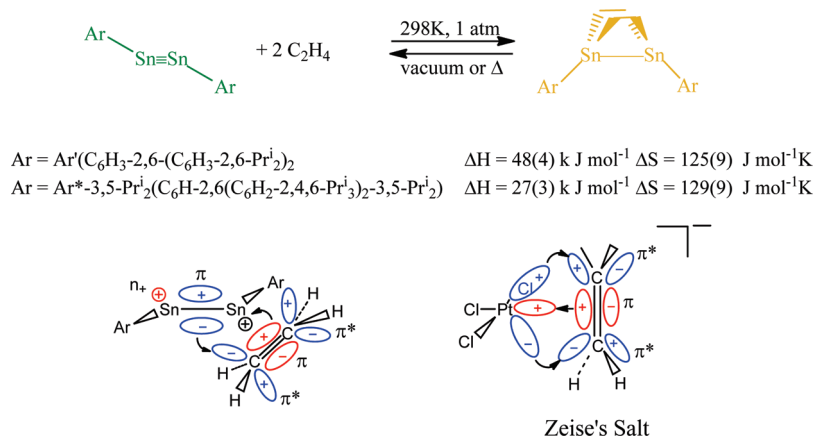 Ar
Sn≡Sn
Ar
+ 2 C₂H₄
298K, 1 atm
vacuum or Δ
Sn
Sn
Ar
Ar
Ar = Ar'(C₆H₃-2,6-(C₆H₃-2,6-Prⁱ₂)₂
ΔH = 48(4) k J mol⁻¹ ΔS = 125(9) J mol⁻¹K
Ar = Ar*-3,5-Prⁱ₂(C₆H-2,6(C₆H₂-2,4,6-Prⁱ₃)₂-3,5-Prⁱ₂)
ΔH = 27(3) k J mol⁻¹ ΔS = 129(9) J mol⁻¹K
n₊
+
π
+
−
Sn
Sn
+
Ar
Ar
+
H
H
C
−
π*
+
−
π
−
C
H
H
+
π*
Cl
Cl
Cl
Pt
+
+
−
+
−
π*
C
+
−
π
−
C
+
π*
H
H
H
−
Zeise's Salt